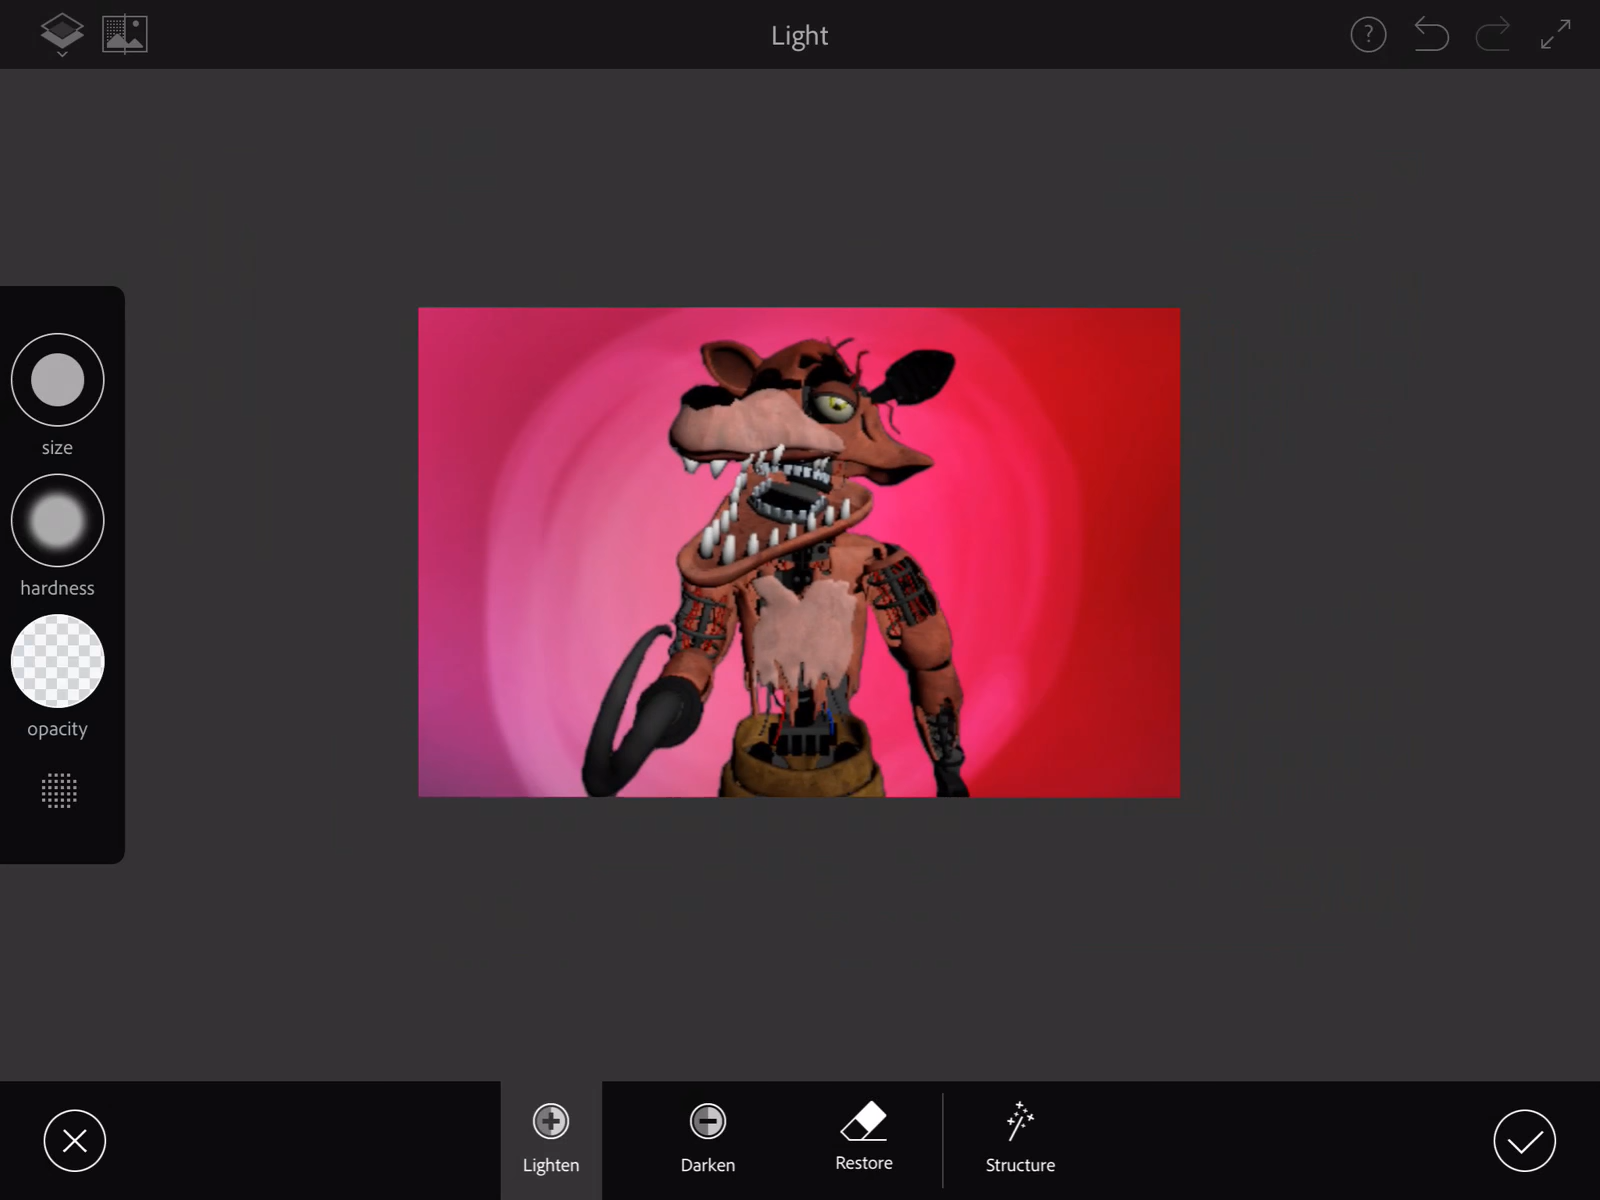 Light
?
size
hardness
opacity
Lighten
Darken
Restore
Structure